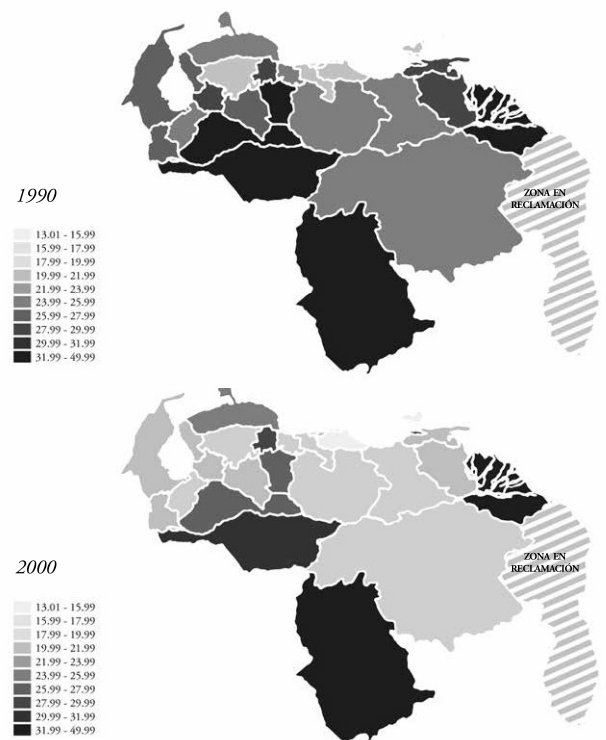 ZONA EN
RECLAMACIÓN
1990
13.01 - 15.99
15.99 - 17.99
17.99 - 19.99
19.99 - 21.99
21.99 - 23.99
23.99 - 25.99
25.99 - 27.99
27.99 - 29.99
29.99 - 31.99
31.99 - 49.99
ZONA EN
RECLAMACIÓN
2000
13.01 - 15.99
15.99 - 17.99
17.99 - 19.99
19.99 - 21.99
21.99 - 23.99
23.99 - 25.99
25.99 - 27.99
27.99 - 29.99
29.99 - 31.99
31.99 - 49.99